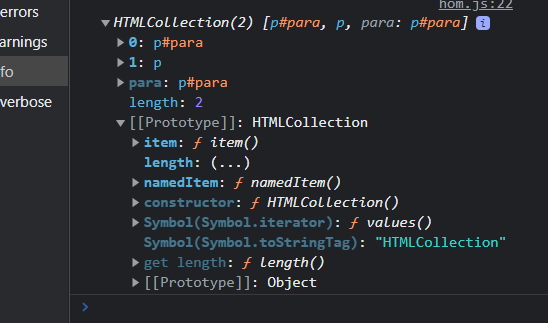 hom.js:22
errors
▼ HTMLCollection(2) [p#para, p, para: p#para] i
▶ 0: p#para
arnings
▶ 1: p
fo
▶ para: p#para
erbose
length: 2
▼ [[Prototype]]: HTMLCollection
▶ item: ƒ item()
length: (...)
▶ namedItem: ƒ namedItem()
▶ constructor: ƒ HTMLCollection()
▶ Symbol(Symbol.iterator): ƒ values()
Symbol(Symbol.toStringTag): "HTMLCollection"
▶ get length: ƒ length()
▶ [[Prototype]]: Object
>